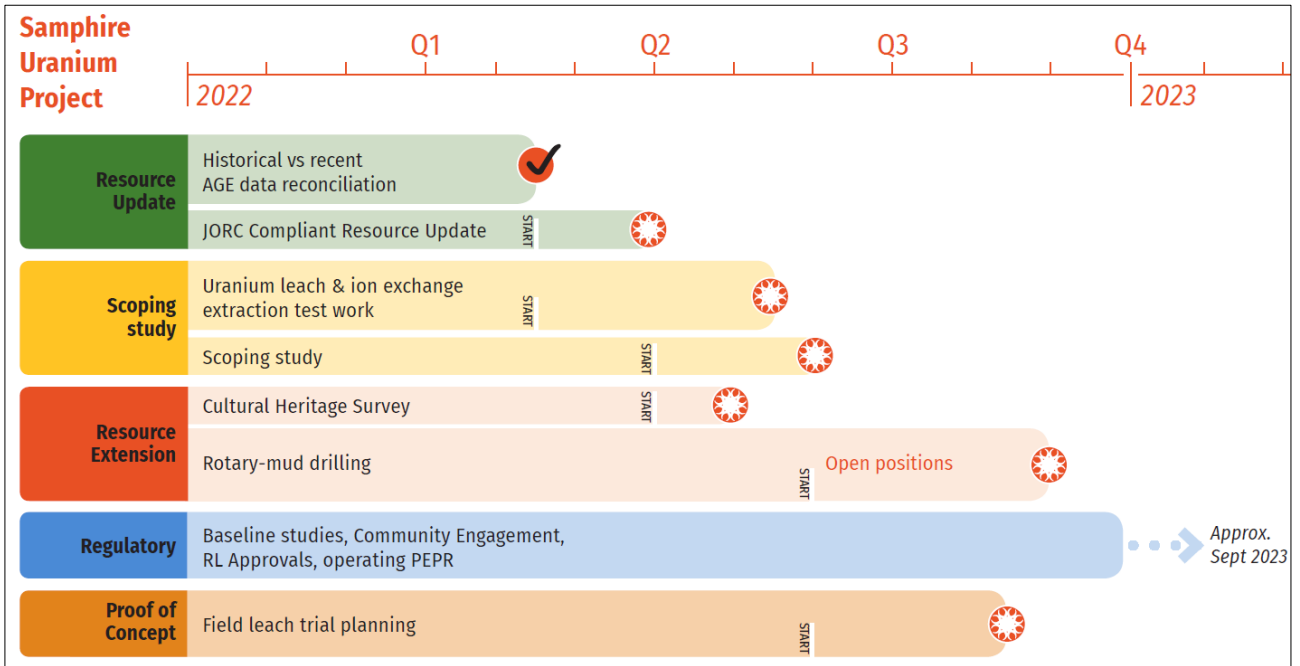 Samphire
Uranium
Project
Q1 Q2 Q3 Q4
2022 2023
Resource
Update
Historical vs recent
AGE data reconciliation
JORC Compliant Resource Update START
Scoping
study
Uranium leach & ion exchange
extraction test work START
Scoping study START
Resource
Extension
Cultural Heritage Survey START
Rotary-mud drilling START Open positions
Regulatory
Baseline studies, Community Engagement,
RL Approvals, operating PEPR
Approx.
Sept 2023
Proof of
Concept
Field leach trial planning START